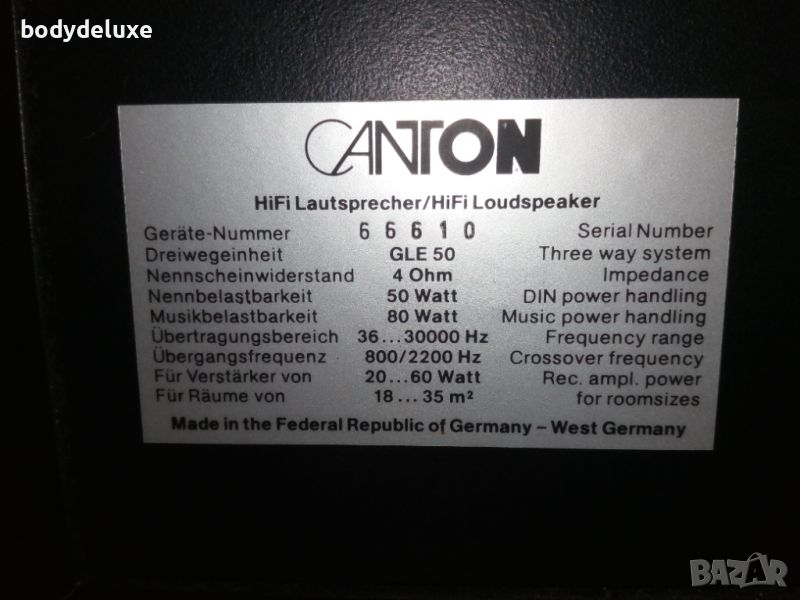 bodydeluxe
CANTON
HiFi Lautsprecher/HiFi Loudspeaker
Geräte-Nummer 66610 Serial Number
Dreiwegeinheit GLE 50 Three way system
Nennscheinwiderstand 4 Ohm Impedance
Nennbelastbarkeit 50 Watt DIN power handling
Musikbelastbarkeit 80 Watt Music power handling
Übertragungsbereich 36...30000 Hz Frequency range
Übergangsfrequenz 800/2200 Hz Crossover frequency
Für Verstärker von 20...60 Watt Rec. ampl. power
Für Räume von 18...35 m² for roomsizes
Made in the Federal Republic of Germany – West Germany
BAZAR